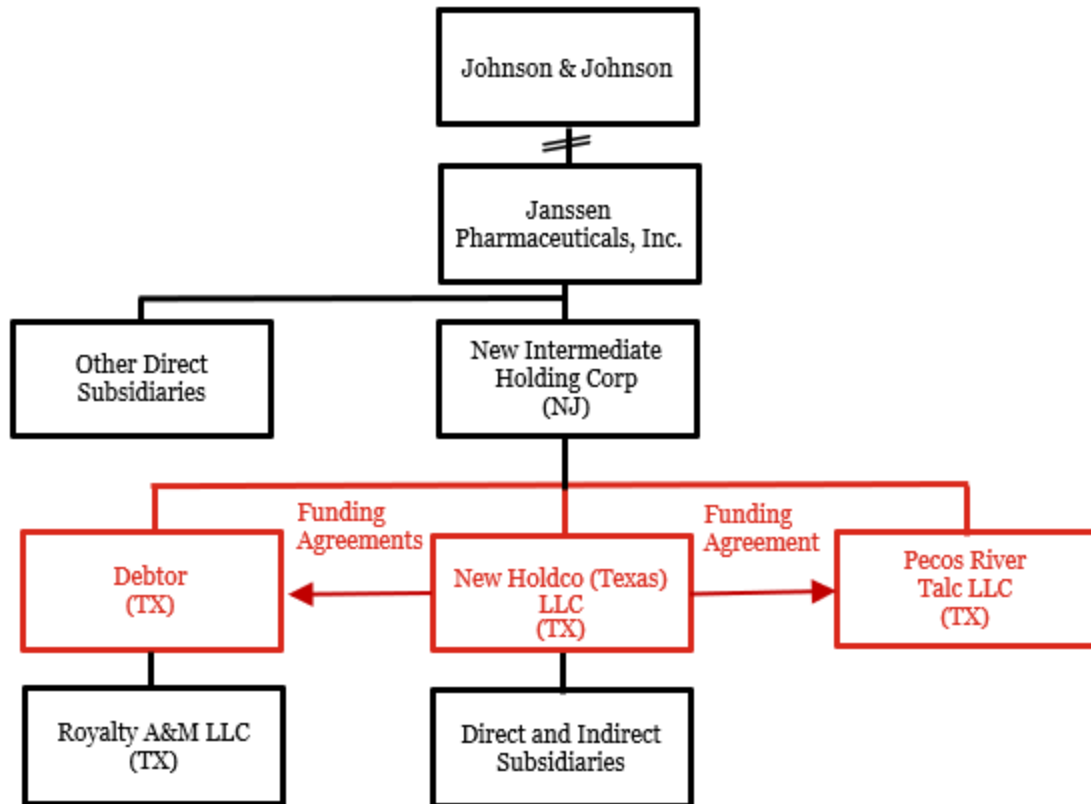 Johnson & Johnson
Janssen
Pharmaceuticals, Inc.
Other Direct
Subsidiaries
New Intermediate
Holding Corp
(NJ)
Funding
Agreements
Funding
Agreement
Debtor
(TX)
New Holdco (Texas)
LLC
(TX)
Pecos River
Talc LLC
(TX)
Royalty A&M LLC
(TX)
Direct and Indirect
Subsidiaries